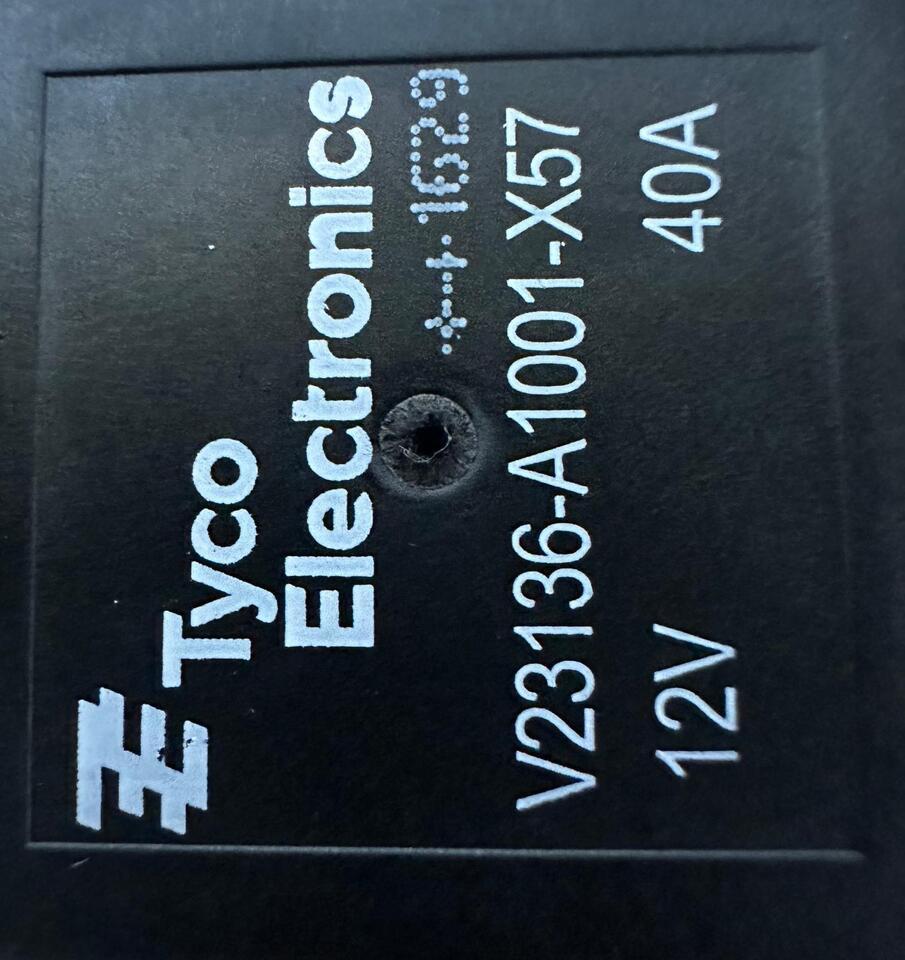 Tyco
Electronics
1629
V23136-A1001-X57
12V 40A